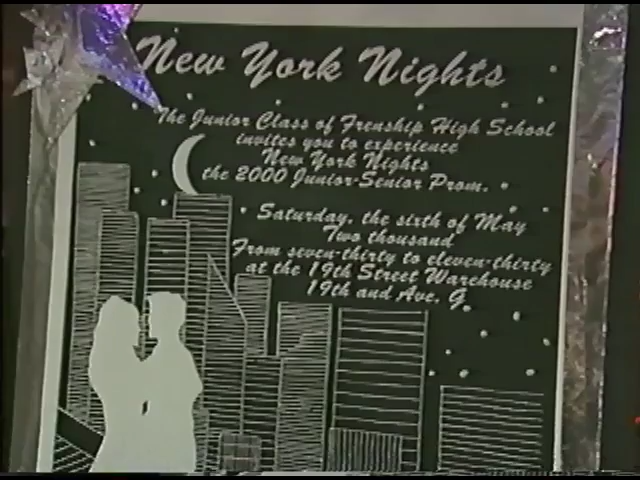 New York Nights
The Junior Class of Frenship High School
invites you to experience
New York Nights
the 2000 Junior-Senior Prom.
Saturday, the sixth of May
Two thousand
From seven-thirty to eleven-thirty
at the 19th Street Warehouse
19th and Ave. G.